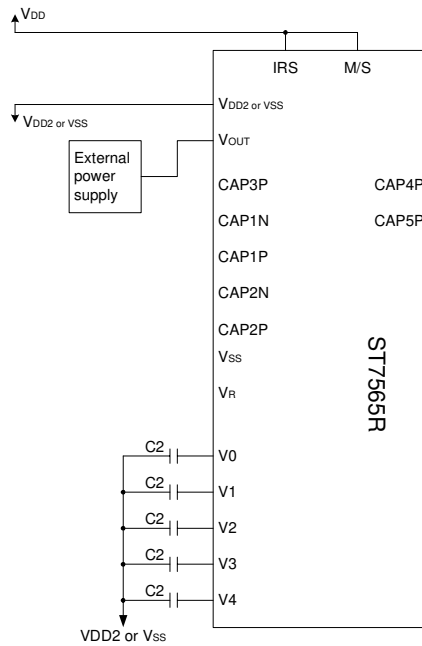 VDD
IRS M/S
VDD2 or VSS
VDD2 or VSS
VOUT
External
power
supply
CAP3P CAP4P
CAP1N CAP5P
CAP1P
CAP2N
CAP2P
VSS
VR
ST7565R
C2 V0
C2 V1
C2 V2
C2 V3
C2 V4
VDD2 or VSS